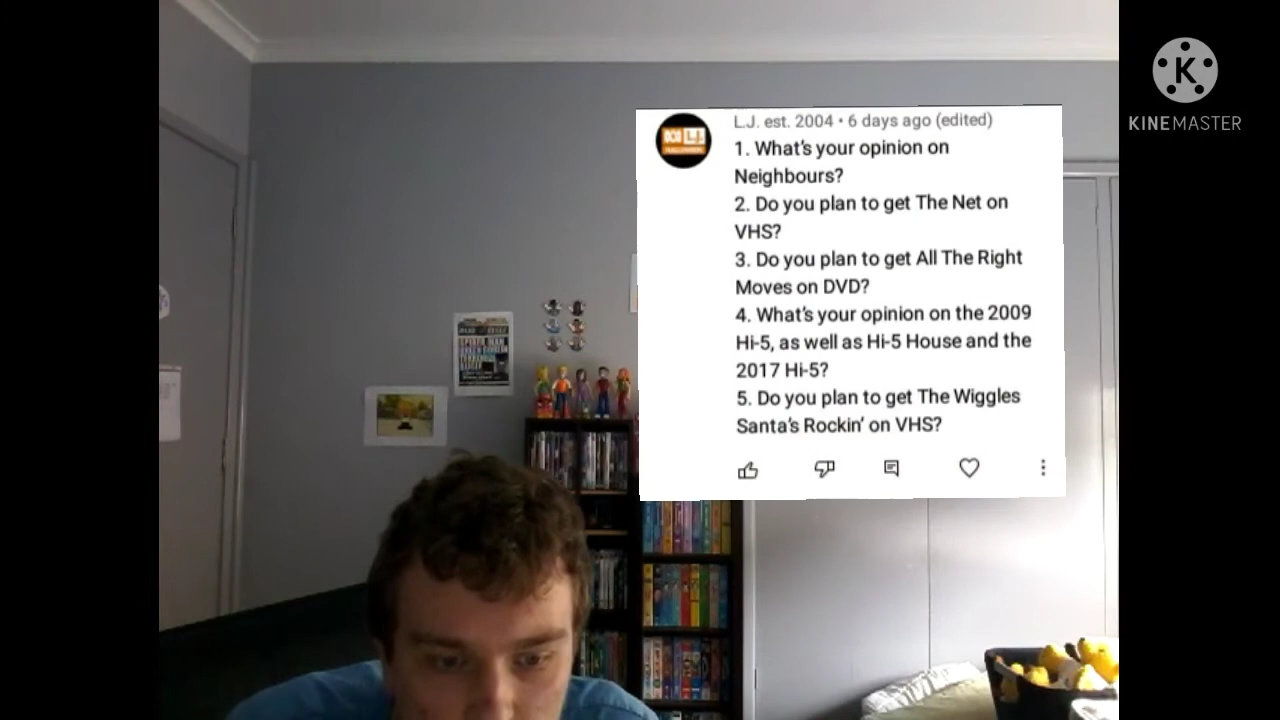 L.J. est. 2004 • 6 days ago (edited)
1. What's your opinion on
Neighbours?
2. Do you plan to get The Net on
VHS?
3. Do you plan to get All The Right
Moves on DVD?
4. What's your opinion on the 2009
Hi-5, as well as Hi-5 House and the
2017 Hi-5?
5. Do you plan to get The Wiggles
Santa's Rockin' on VHS?
K
KINEMASTER